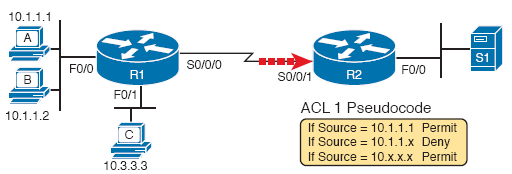 10.1.1.1
A
B
10.1.1.2
F0/0
R1
S0/0/0
F0/1
C
10.3.3.3
S0/0/1
R2
F0/0
S1
ACL 1 Pseudocode
If Source = 10.1.1.1 Permit
If Source = 10.1.1.x Deny
If Source = 10.x.x.x Permit